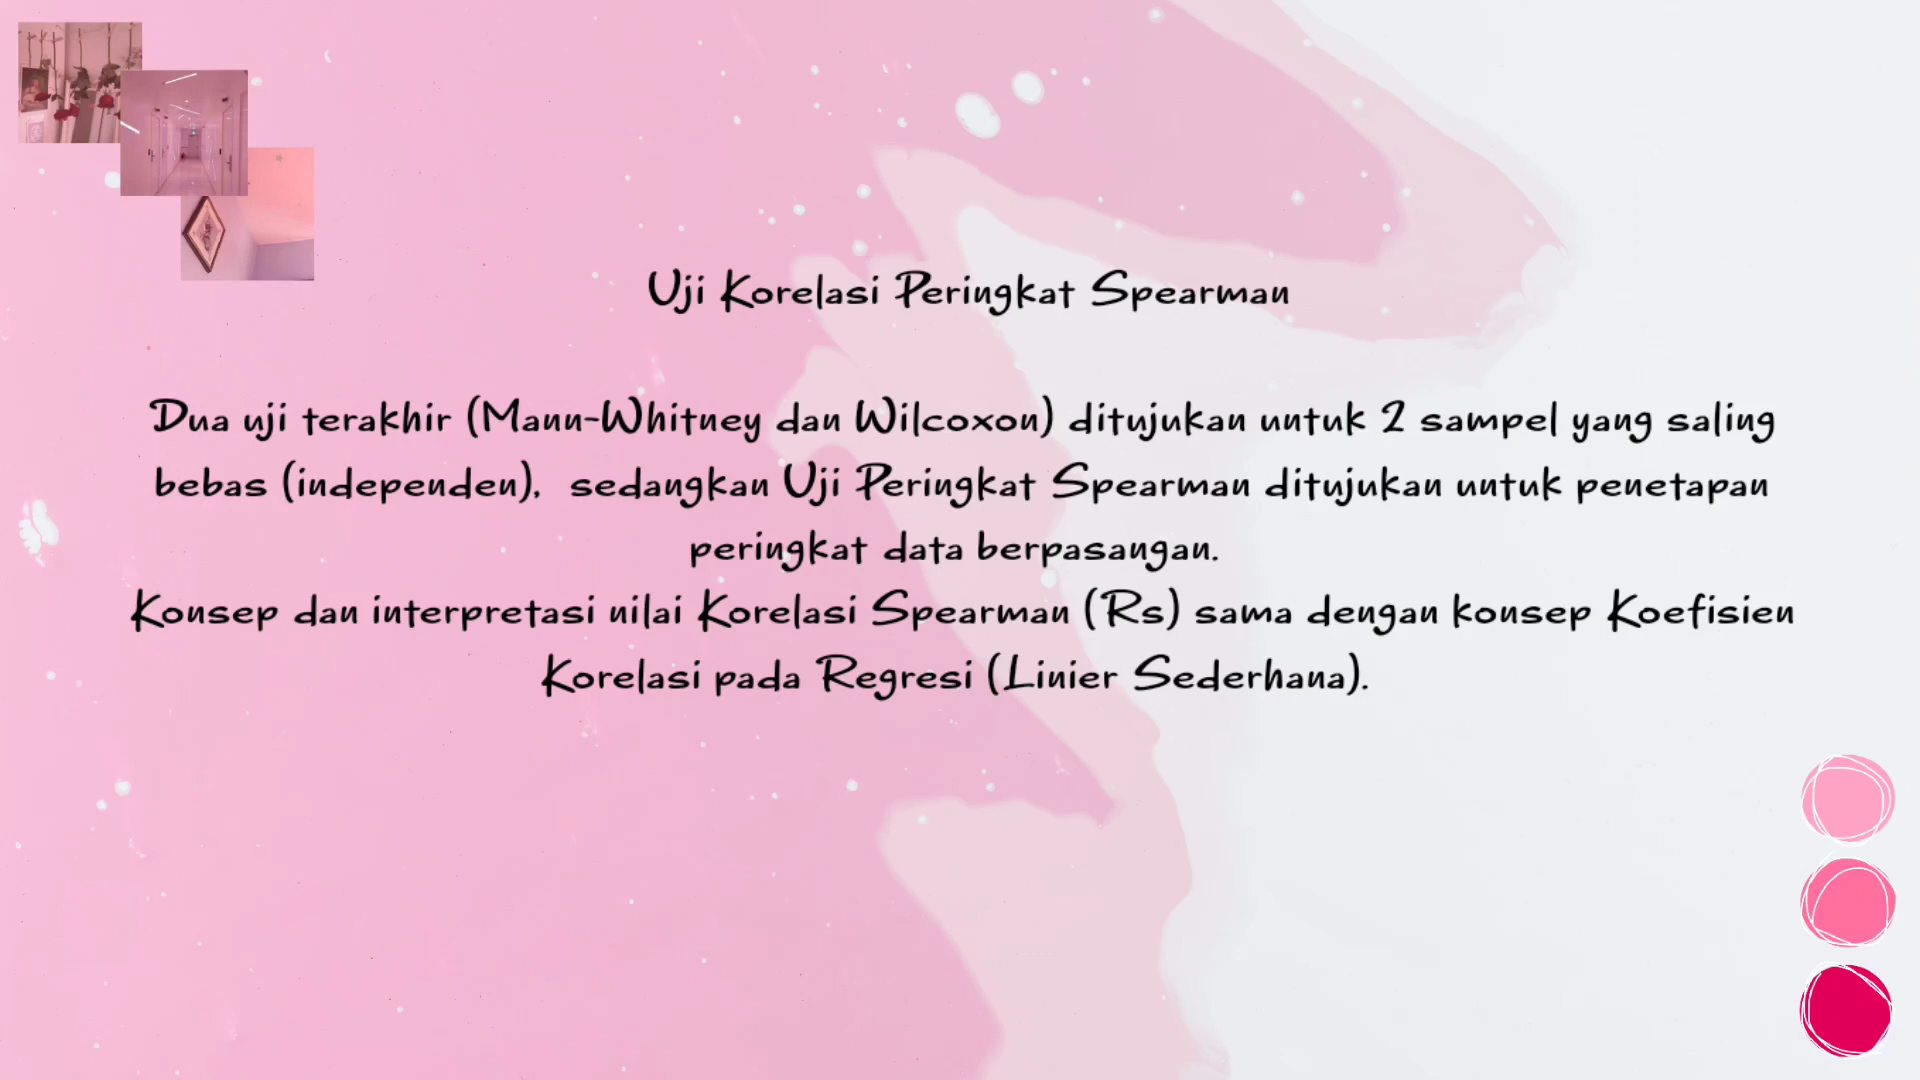 Uji Korelasi Peringkat Spearman
Dua uji terakhir (Mann-Whitney dan Wilcoxon) ditujukan untuk 2 sampel yang saling
bebas (independen),  sedangkan Uji Peringkat Spearman ditujukan untuk penetapan
peringkat data berpasangan.
Konsep dan interpretasi nilai Korelasi Spearman (Rs) sama dengan konsep Koefisien
Korelasi pada Regresi (Linier Sederhana).